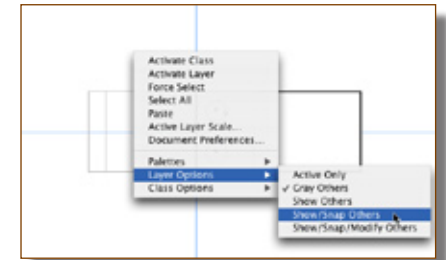 Activate Class
Activate Layer
Force Select
Select All
Paste
Active Layer Scale...
Document Preferences...
Palettes
Layer Options
Class Options
Active Only
Gray Others
Show Others
Show/Snap Others
Show/Snap/Modify Others